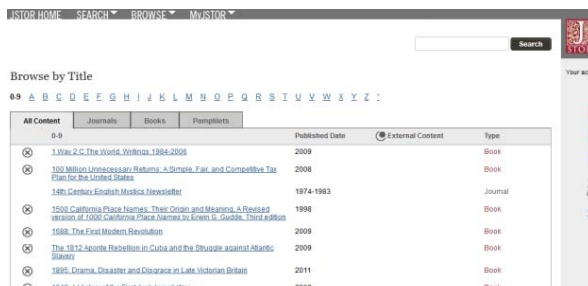 JSTOR HOME SEARCH BROWSE MyJSTOR
Search
J
STOR
Your ac
Browse by Title
0-9 A B C D E F G H I J K L M N O P Q R S T U V W X Y Z
All Content Journals Books Pamphlets
0-9 Published Date External Content Type
1 Was 2 C The World: Writings 1984-2006 2009 Book
100 Million Unnecessary Returns: A Simple, Fair, and Competitive Tax 2008 Book
Plan for the United States
14th Century English Mystics Newsletter 1974-1983 Journal
1500 California Place Names: Their Origin and Meaning, A Revised 1998 Book
version of 1000 California Place Names by Erwin G. Gudde, Third edition
1688: The First Modern Revolution 2009 Book
The 1812 Aponte Rebellion in Cuba and the Struggle against Atlantic 2009 Book
Slavery
1895: Drama, Disaster and Disgrace in Late Victorian Britain 2011 Book